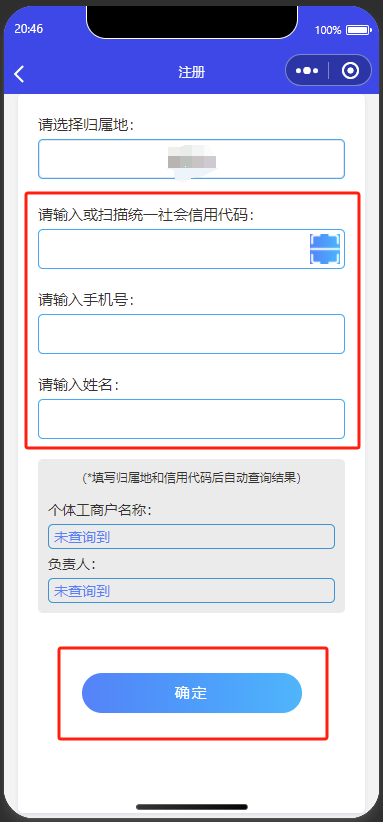 20:46
100%
注册
请选择归属地：
请输入或扫描统一社会信用代码：
请输入手机号：
请输入姓名：
（*填写归属地和信用代码后自动查询结果）
个体工商户名称：
未查询到
负责人：
未查询到
确定